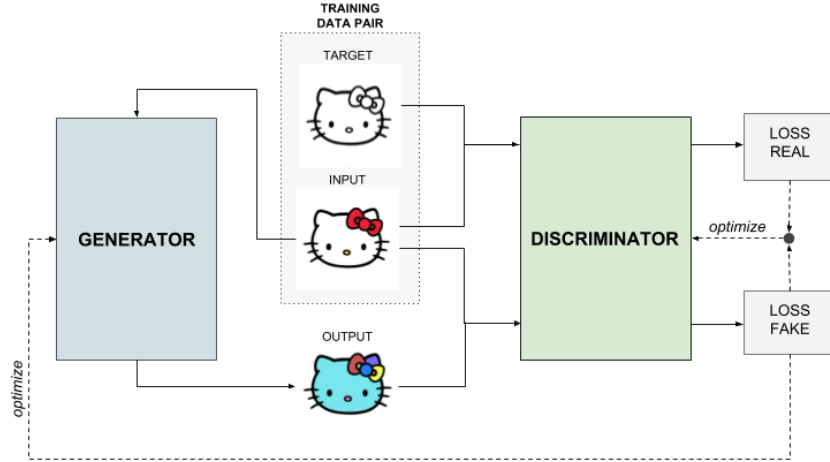 TRAINING
DATA PAIR
TARGET
INPUT
GENERATOR
OUTPUT
DISCRIMINATOR
LOSS
REAL
optimize
LOSS
FAKE
optimize